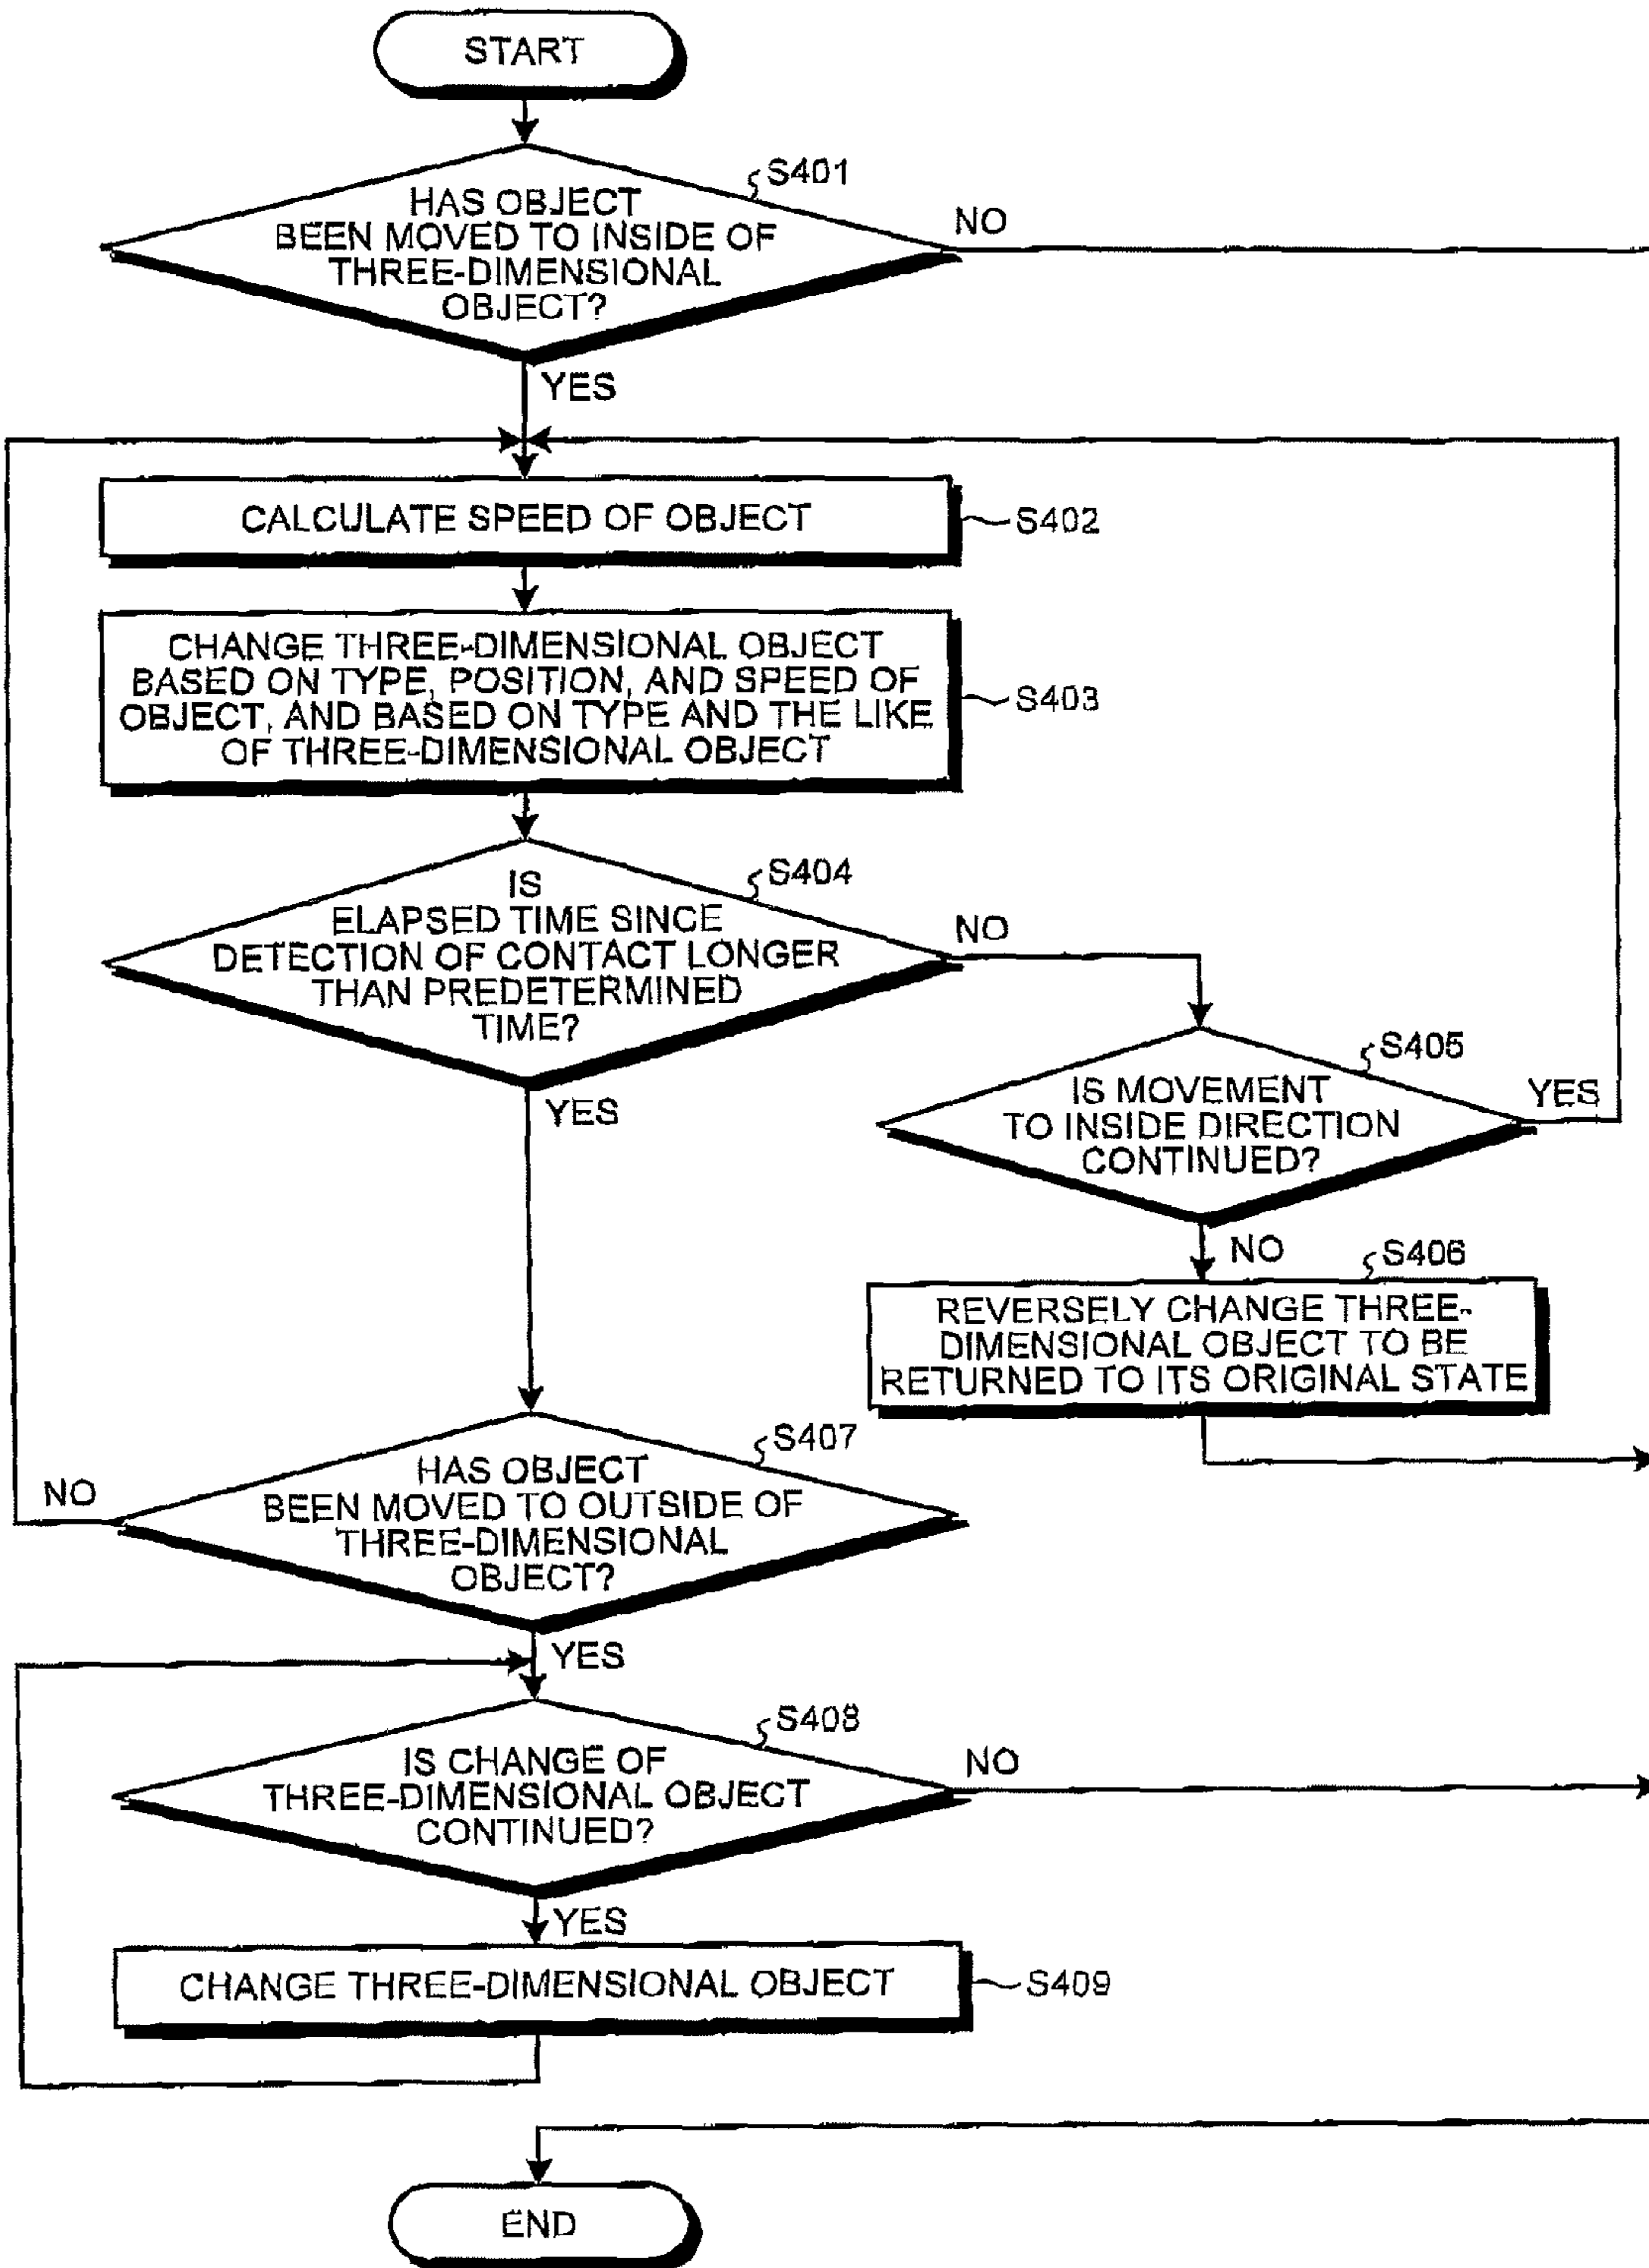 START
S401
HAS OBJECT
BEEN MOVED TO INSIDE OF
THREE-DIMENSIONAL
OBJECT?
NO
YES
CALCULATE SPEED OF OBJECT
S402
CHANGE THREE-DIMENSIONAL OBJECT
BASED ON TYPE, POSITION, AND SPEED OF
OBJECT, AND BASED ON TYPE AND THE LIKE
OF THREE-DIMENSIONAL OBJECT
S403
S404
IS
ELAPSED TIME SINCE
DETECTION OF CONTACT LONGER
THAN PREDETERMINED
TIME?
NO
YES
S405
IS MOVEMENT
TO INSIDE DIRECTION
CONTINUED?
YES
NO
S406
REVERSELY CHANGE THREE-
DIMENSIONAL OBJECT TO BE
RETURNED TO ITS ORIGINAL STATE
S407
HAS OBJECT
BEEN MOVED TO OUTSIDE OF
THREE-DIMENSIONAL
OBJECT?
NO
YES
S408
IS CHANGE OF
THREE-DIMENSIONAL OBJECT
CONTINUED?
NO
YES
CHANGE THREE-DIMENSIONAL OBJECT
S409
END